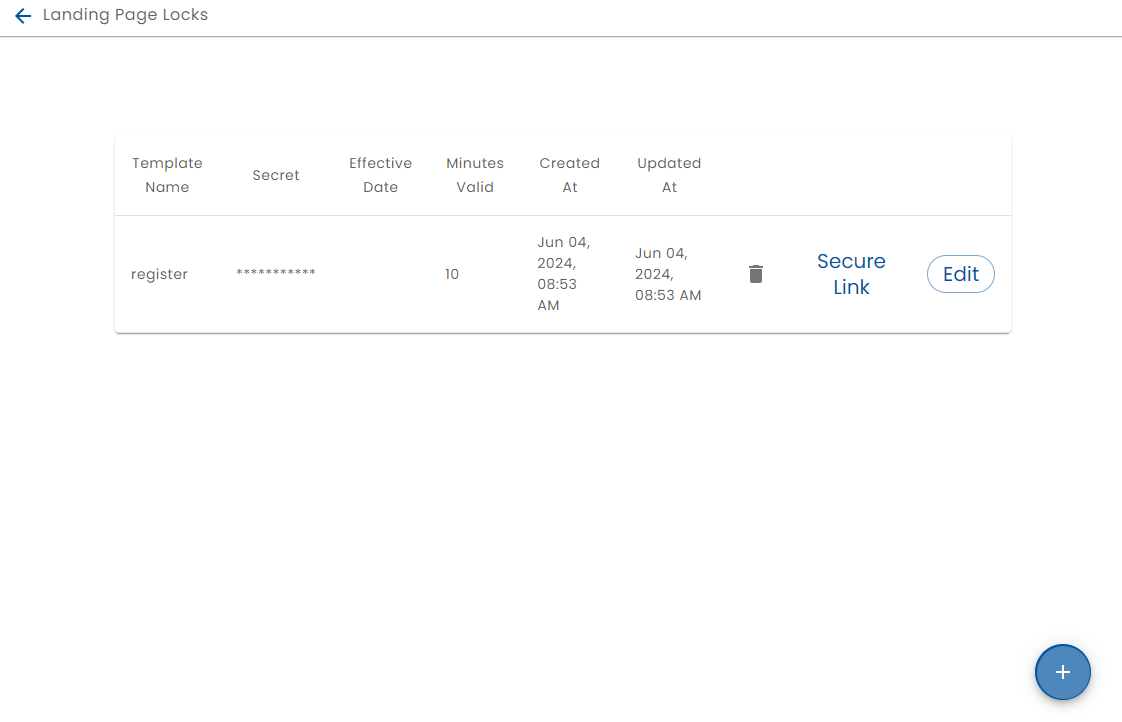 Landing Page Locks
Template
Name
Secret
Effective
Date
Minutes
Valid
Created
At
Updated
At
register
***********
10
Jun 04,
2024,
08:53
AM
Jun 04,
2024,
08:53 AM
Secure
Link
Edit